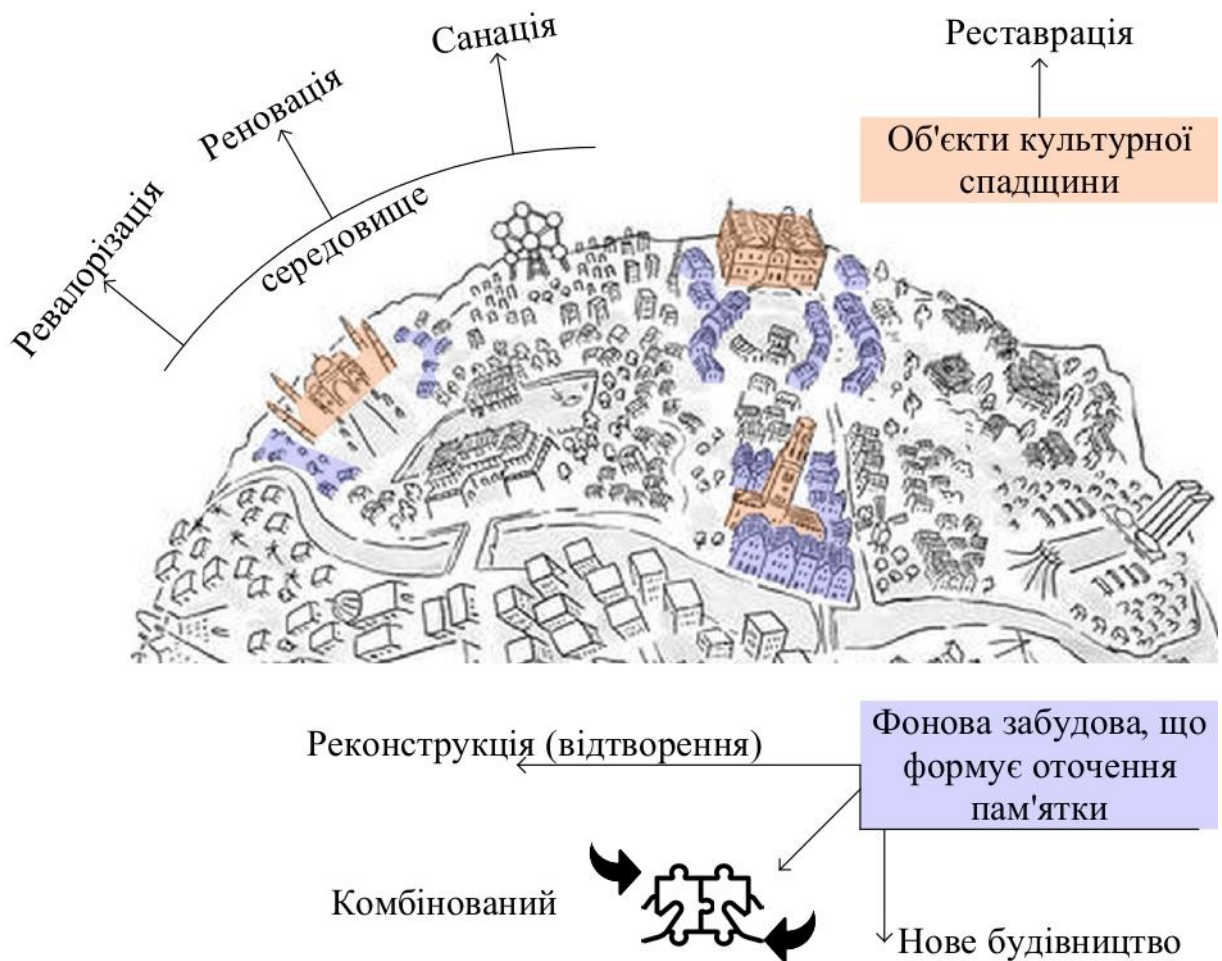 Санація
Реставрація
Реновація
Об'єкти культурної
спадщини
Ревалорізація
середовище
Фонова забудова, що
формує оточення
пам'ятки
Реконструкція (відтворення)
Комбінований
Нове будівництво